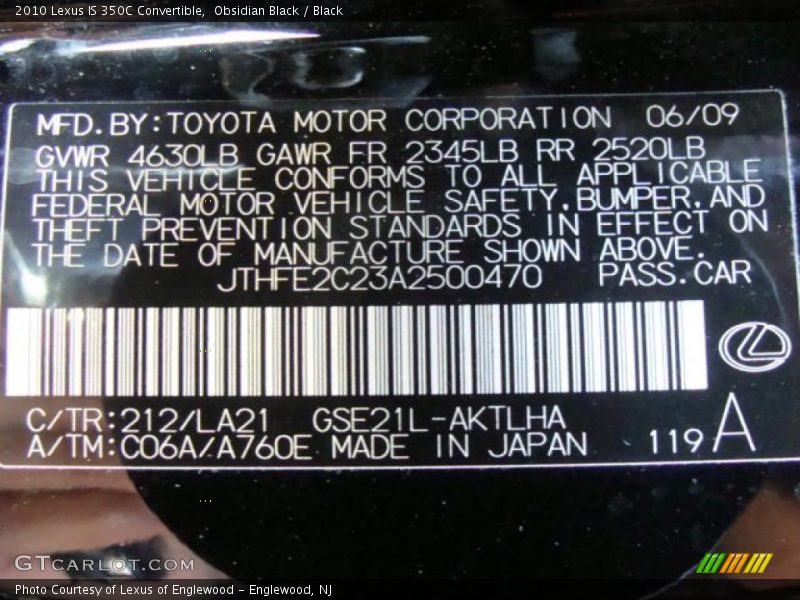 2010 Lexus IS 350C Convertible,  Obsidian Black / Black
MFD.BY:TOYOTA MOTOR CORPORATION 06/09
GVWR 4630LB GAWR FR 2345LB RR 2520LB
THIS VEHICLE CONFORMS TO ALL APPLICABLE
FEDERAL MOTOR VEHICLE SAFETY,BUMPER,AND
THEFT PREVENTION STANDARDS IN EFFECT ON
THE DATE OF MANUFACTURE SHOWN ABOVE.
JTHFE2C23A2500470 PASS.CAR
C/TR:212/LA21 GSE21L-AKTLHA
A/TM:C06A/A760E MADE IN JAPAN 119 A
GTCARLOT.COM
Photo Courtesy of Lexus of Englewood - Englewood, NJ